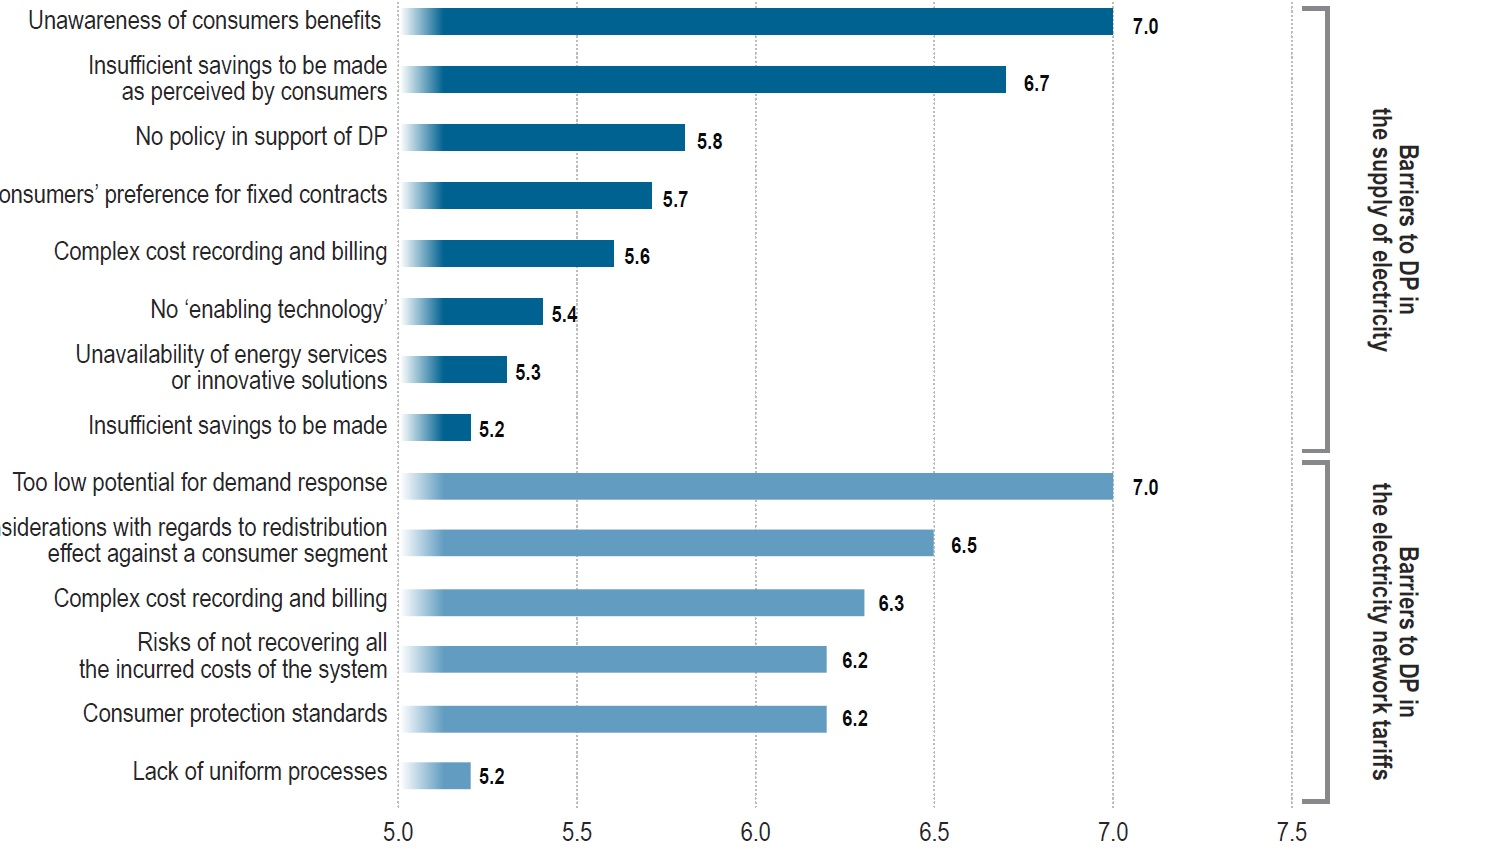 Unawareness of consumers benefits
7.0
Insufficient savings to be made
as perceived by consumers
6.7
No policy in support of DP
5.8
onsumers’ preference for fixed contracts
5.7
Complex cost recording and billing
5.6
No ‘enabling technology’
5.4
Unavailability of energy services
or innovative solutions
5.3
Insufficient savings to be made
5.2
Barriers to DP in
the supply of electricity
Too low potential for demand response
7.0
siderations with regards to redistribution
effect against a consumer segment
6.5
Complex cost recording and billing
6.3
Risks of not recovering all
the incurred costs of the system
6.2
Consumer protection standards
6.2
Lack of uniform processes
5.2
Barriers to DP in
the electricity network tariffs
5.0 5.5 6.0 6.5 7.0 7.5